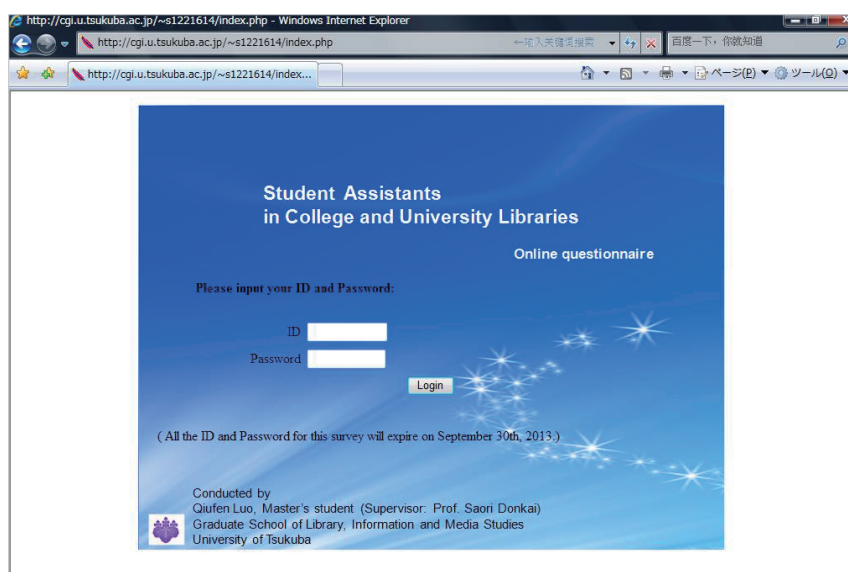 http://cgi.u.tsukuba.ac.jp/~s1221614/index.php - Windows Internet Explorer
http://cgi.u.tsukuba.ac.jp/~s1221614/index.php
百度一下，你就知道
http://cgi.u.tsukuba.ac.jp/~s1221614/index...
ページ(P)
ツール(O)
Student Assistants
in College and University Libraries
Online questionnaire
Please input your ID and Password:
ID
Password
Login
( All the ID and Password for this survey will expire on September 30th, 2013.)
Conducted by
Qiufen Luo, Master's student (Supervisor: Prof. Saori Donkai)
Graduate School of Library, Information and Media Studies
University of Tsukuba